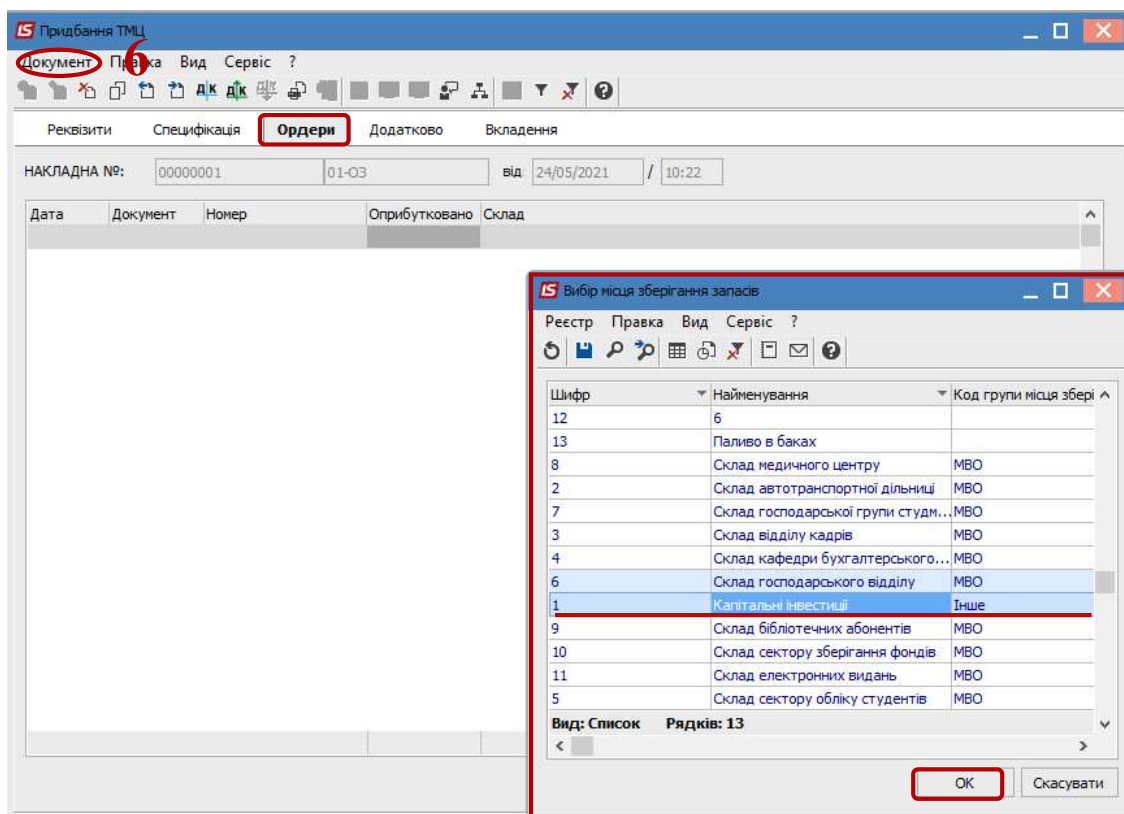 Придбання ТМЦ
Документ Правка Вид Сервіс ?
6
Реквізити Специфікація Ордери Додатково Вкладення
НАКЛАДНА №: 00000001 01-ОЗ від 24/05/2021 / 10:22
Дата Документ Номер Оприбутковано Склад
Вибір місця зберігання запасів
Реєстр Правка Вид Сервіс ?
Шифр Найменування Код групи місця збері
12 6
13 Паливо в баках
8 Склад медичного центру МВО
2 Склад автотранспортної дільниці МВО
7 Склад господарської групи студм... МВО
3 Склад відділу кадрів МВО
4 Склад кафедри бухгалтерського... МВО
6 Склад господарського відділу МВО
1 Капітальні інвестиції Інше
9 Склад бібліотечних абонентів МВО
10 Склад сектору зберігання фондів МВО
11 Склад електронних видань МВО
5 Склад сектору обліку студентів МВО
Вид: Список Рядків: 13
ОК Скасувати